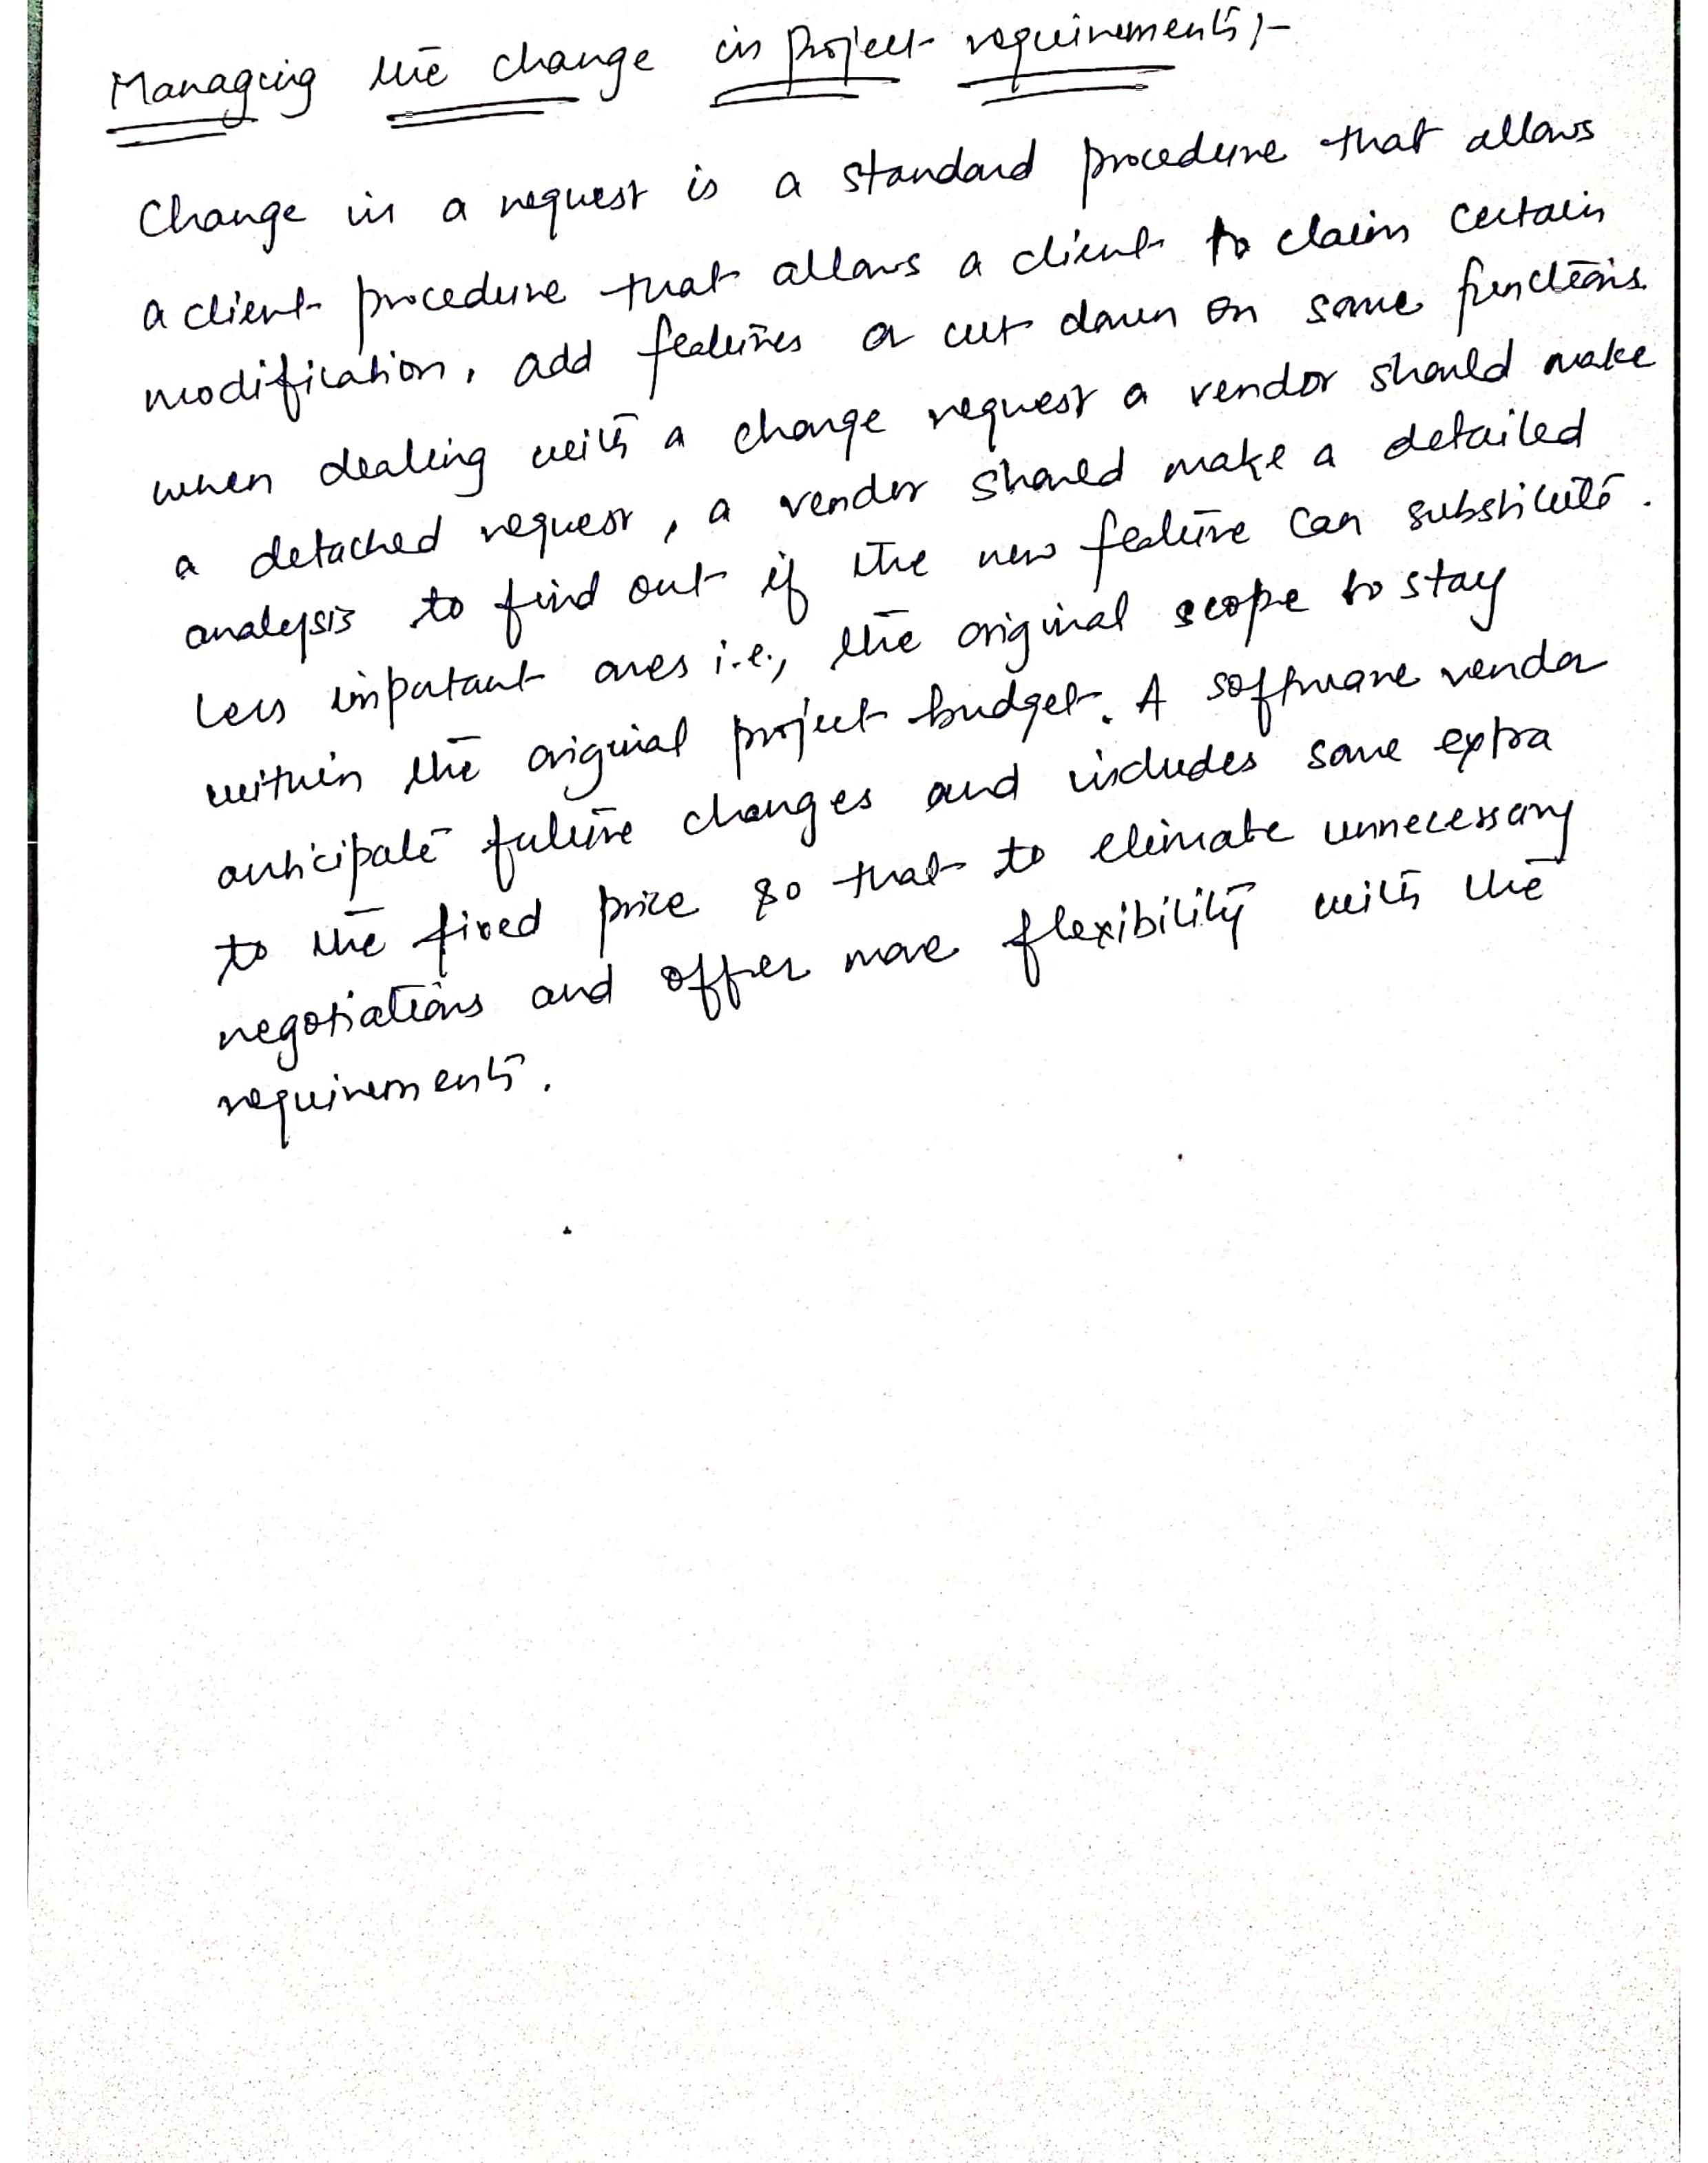 Managing the change in Project requirements:-
Change in a request is a standard procedure that allows
a client procedure that allows a client to claim certain
modification, add features or cut down on some functions.
when dealing with a change request a vendor should make
a detached request, a vendor should make a detailed
analysis to find out if the new feature can substitute.
less important ones i.e., the original scope to stay
within the original project budget. A software vendor
anticipate future changes and includes some extra
to the fixed price so that to elimate unnecessary
negotiations and offer more flexibility with the
requirements.